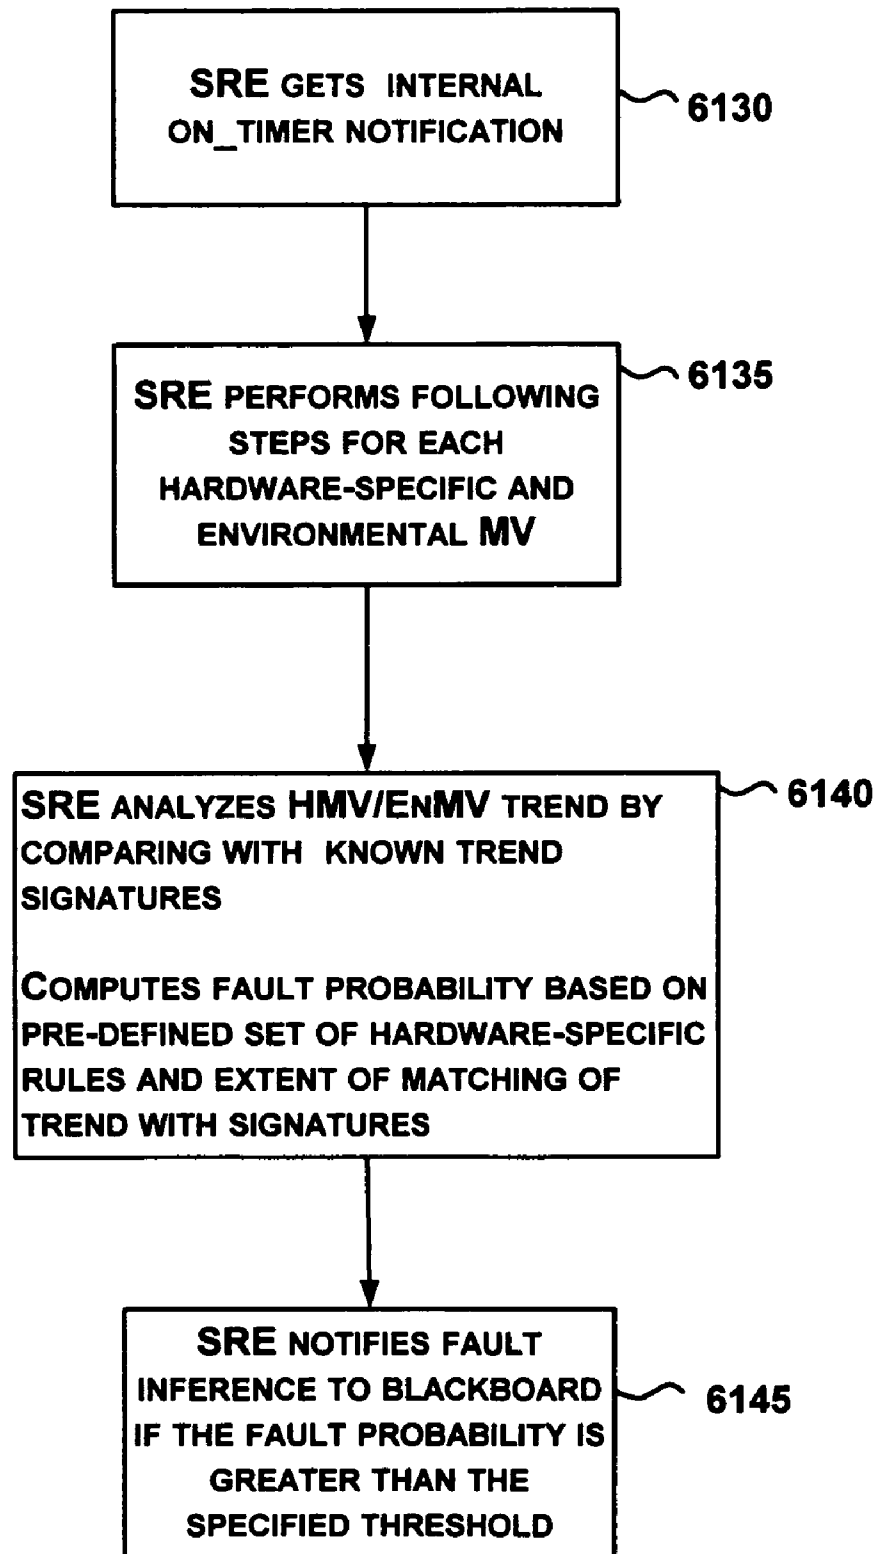 SRE GETS INTERNAL
ON_TIMER NOTIFICATION
6130
SRE PERFORMS FOLLOWING
STEPS FOR EACH
HARDWARE-SPECIFIC AND
ENVIRONMENTAL MV
6135
SRE ANALYZES HMV/ENMV TREND BY
COMPARING WITH KNOWN TREND
SIGNATURES
COMPUTES FAULT PROBABILITY BASED ON
PRE-DEFINED SET OF HARDWARE-SPECIFIC
RULES AND EXTENT OF MATCHING OF
TREND WITH SIGNATURES
6140
SRE NOTIFIES FAULT
INFERENCE TO BLACKBOARD
IF THE FAULT PROBABILITY IS
GREATER THAN THE
SPECIFIED THRESHOLD
6145